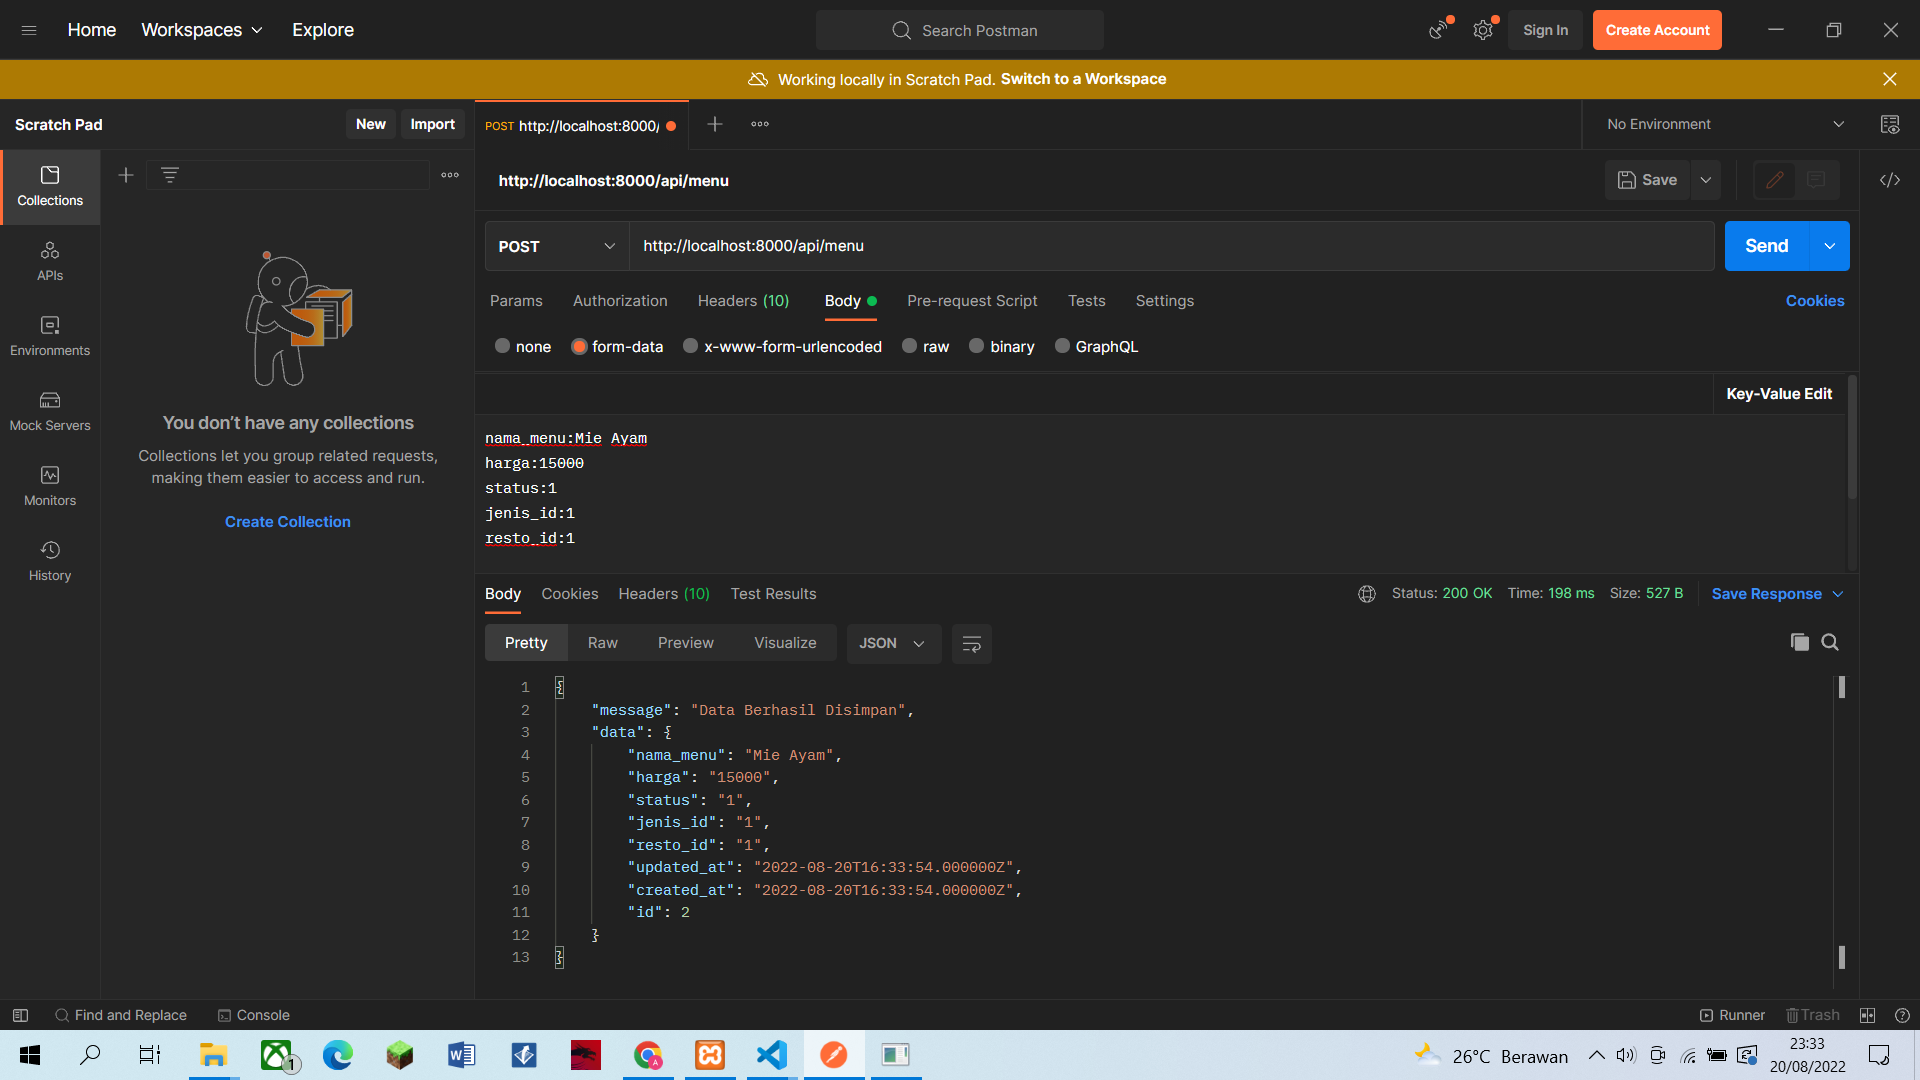 Home
Workspaces
Explore
Search Postman
Sign In
Create Account
Working locally in Scratch Pad. Switch to a Workspace
Scratch Pad
New
Import
POST http://localhost:8000/
No Environment
Collections
APIs
Environments
Mock Servers
Monitors
History
You don't have any collections
Collections let you group related requests,
making them easier to access and run.
Create Collection
http://localhost:8000/api/menu
Save
POST
http://localhost:8000/api/menu
Send
Params
Authorization
Headers (10)
Body
Pre-request Script
Tests
Settings
Cookies
none
form-data
x-www-form-urlencoded
raw
binary
GraphQL
Key-Value Edit
nama_menu:Mie Ayam
harga:15000
status:1
jenis_id:1
resto_id:1
Body
Cookies
Headers (10)
Test Results
Status: 200 OK
Time: 198 ms
Size: 527 B
Save Response
Pretty
Raw
Preview
Visualize
JSON
1 {
2 "message": "Data Berhasil Disimpan",
3 "data": {
4 "nama_menu": "Mie Ayam",
5 "harga": "15000",
6 "status": "1",
7 "jenis_id": "1",
8 "resto_id": "1",
9 "updated_at": "2022-08-20T16:33:54.000000Z",
10 "created_at": "2022-08-20T16:33:54.000000Z",
11 "id": 2
12 }
13 }
Find and Replace
Console
Runner
Trash
1
W
A
26°C Berawan
23:33
20/08/2022